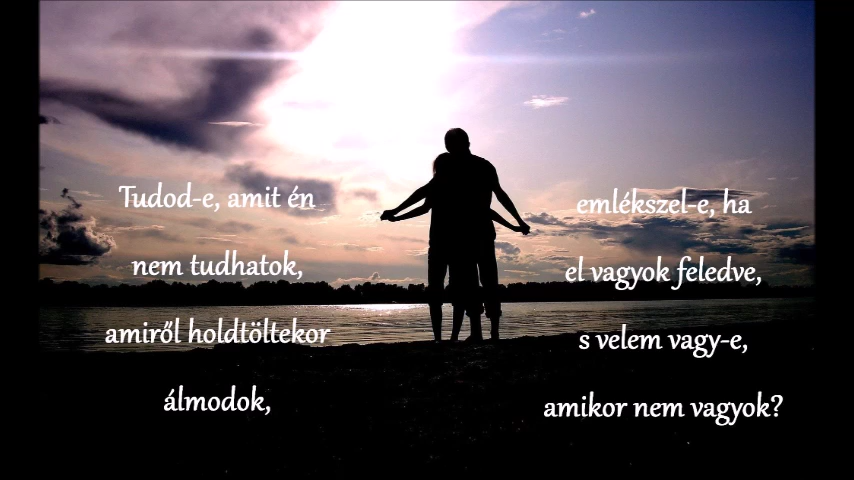 Tudod-e, amit én
nem tudhatok,
amiről holdtöltekor
álmodok,
emlékszel-e, ha
el vagyok feledve,
s velem vagy-e,
amikor nem vagyok?